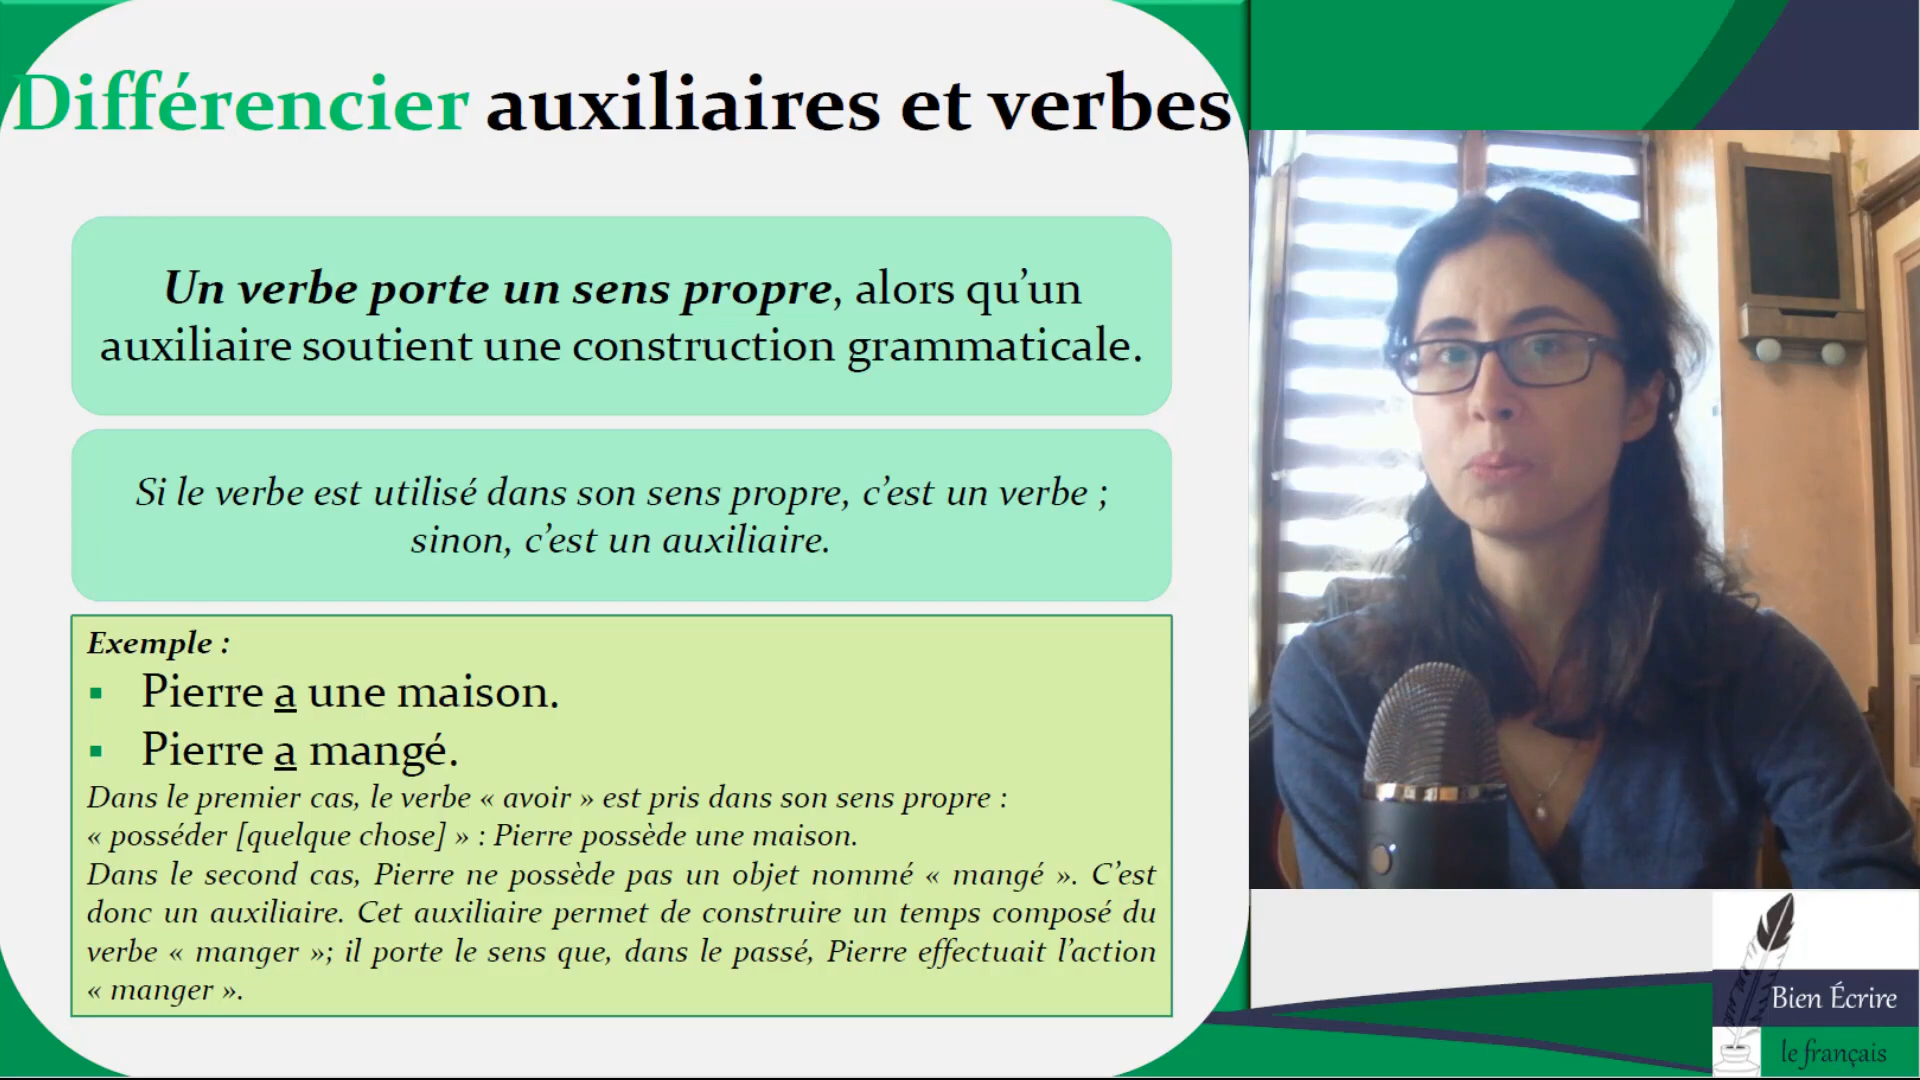 Différencier auxiliaires et verbes
Un verbe porte un sens propre, alors qu’un
auxiliaire soutient une construction grammaticale.
Si le verbe est utilisé dans son sens propre, c’est un verbe ;
sinon, c’est un auxiliaire.
Exemple :
▪ Pierre a une maison.
▪ Pierre a mangé.
Dans le premier cas, le verbe « avoir » est pris dans son sens propre :
« posséder [quelque chose] » : Pierre possède une maison.
Dans le second cas, Pierre ne possède pas un objet nommé « mangé ». C’est
donc un auxiliaire. Cet auxiliaire permet de construire un temps composé du
verbe « manger »; il porte le sens que, dans le passé, Pierre effectuait l’action
« manger ».
Bien Écrire
le français